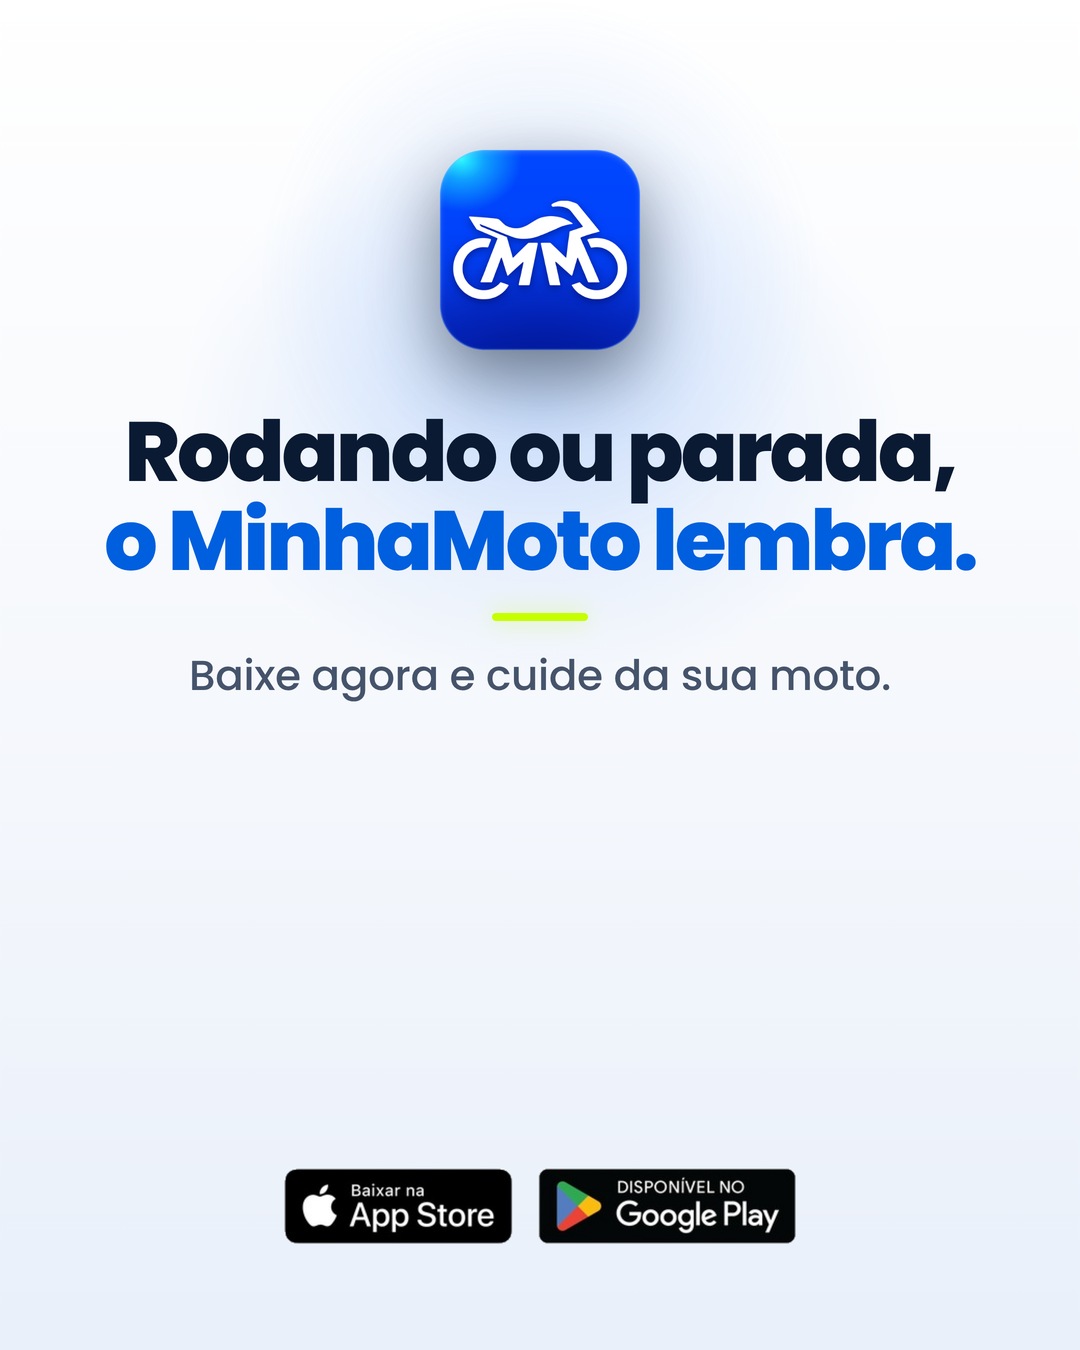 MM
Rodando ou parada,
o MinhaMoto lembra.
Baixe agora e cuide da sua moto.
Baixar na
App Store
DISPONÍVEL NO
Google Play